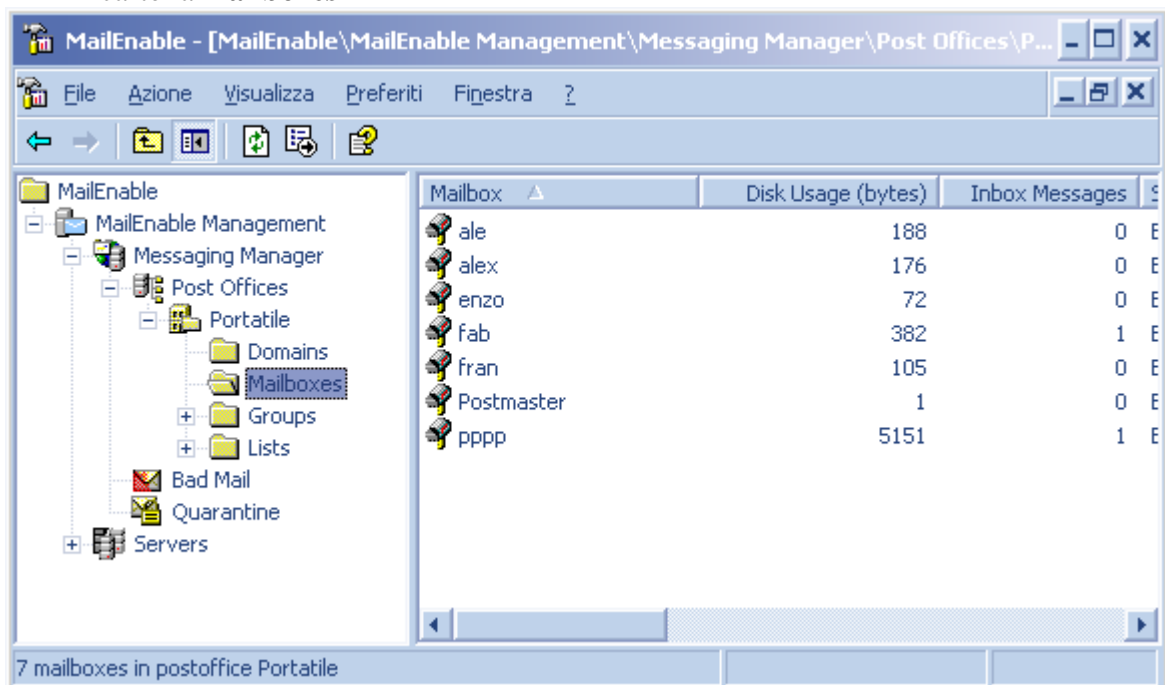 MailEnable - [MailEnable\MailEnable Management\Messaging Manager\Post Offices\P...
File Azione Visualizza Preferiti Finestra ?
MailEnable
MailEnable Management
Messaging Manager
Post Offices
Portatile
Domains
Mailboxes
Groups
Lists
Bad Mail
Quarantine
Servers
Mailbox Disk Usage (bytes) Inbox Messages
ale 188 0 E
alex 176 0 E
enzo 72 0 E
fab 382 1 E
fran 105 0 E
Postmaster 1 0 E
pppp 5151 1 E
7 mailboxes in postoffice Portatile